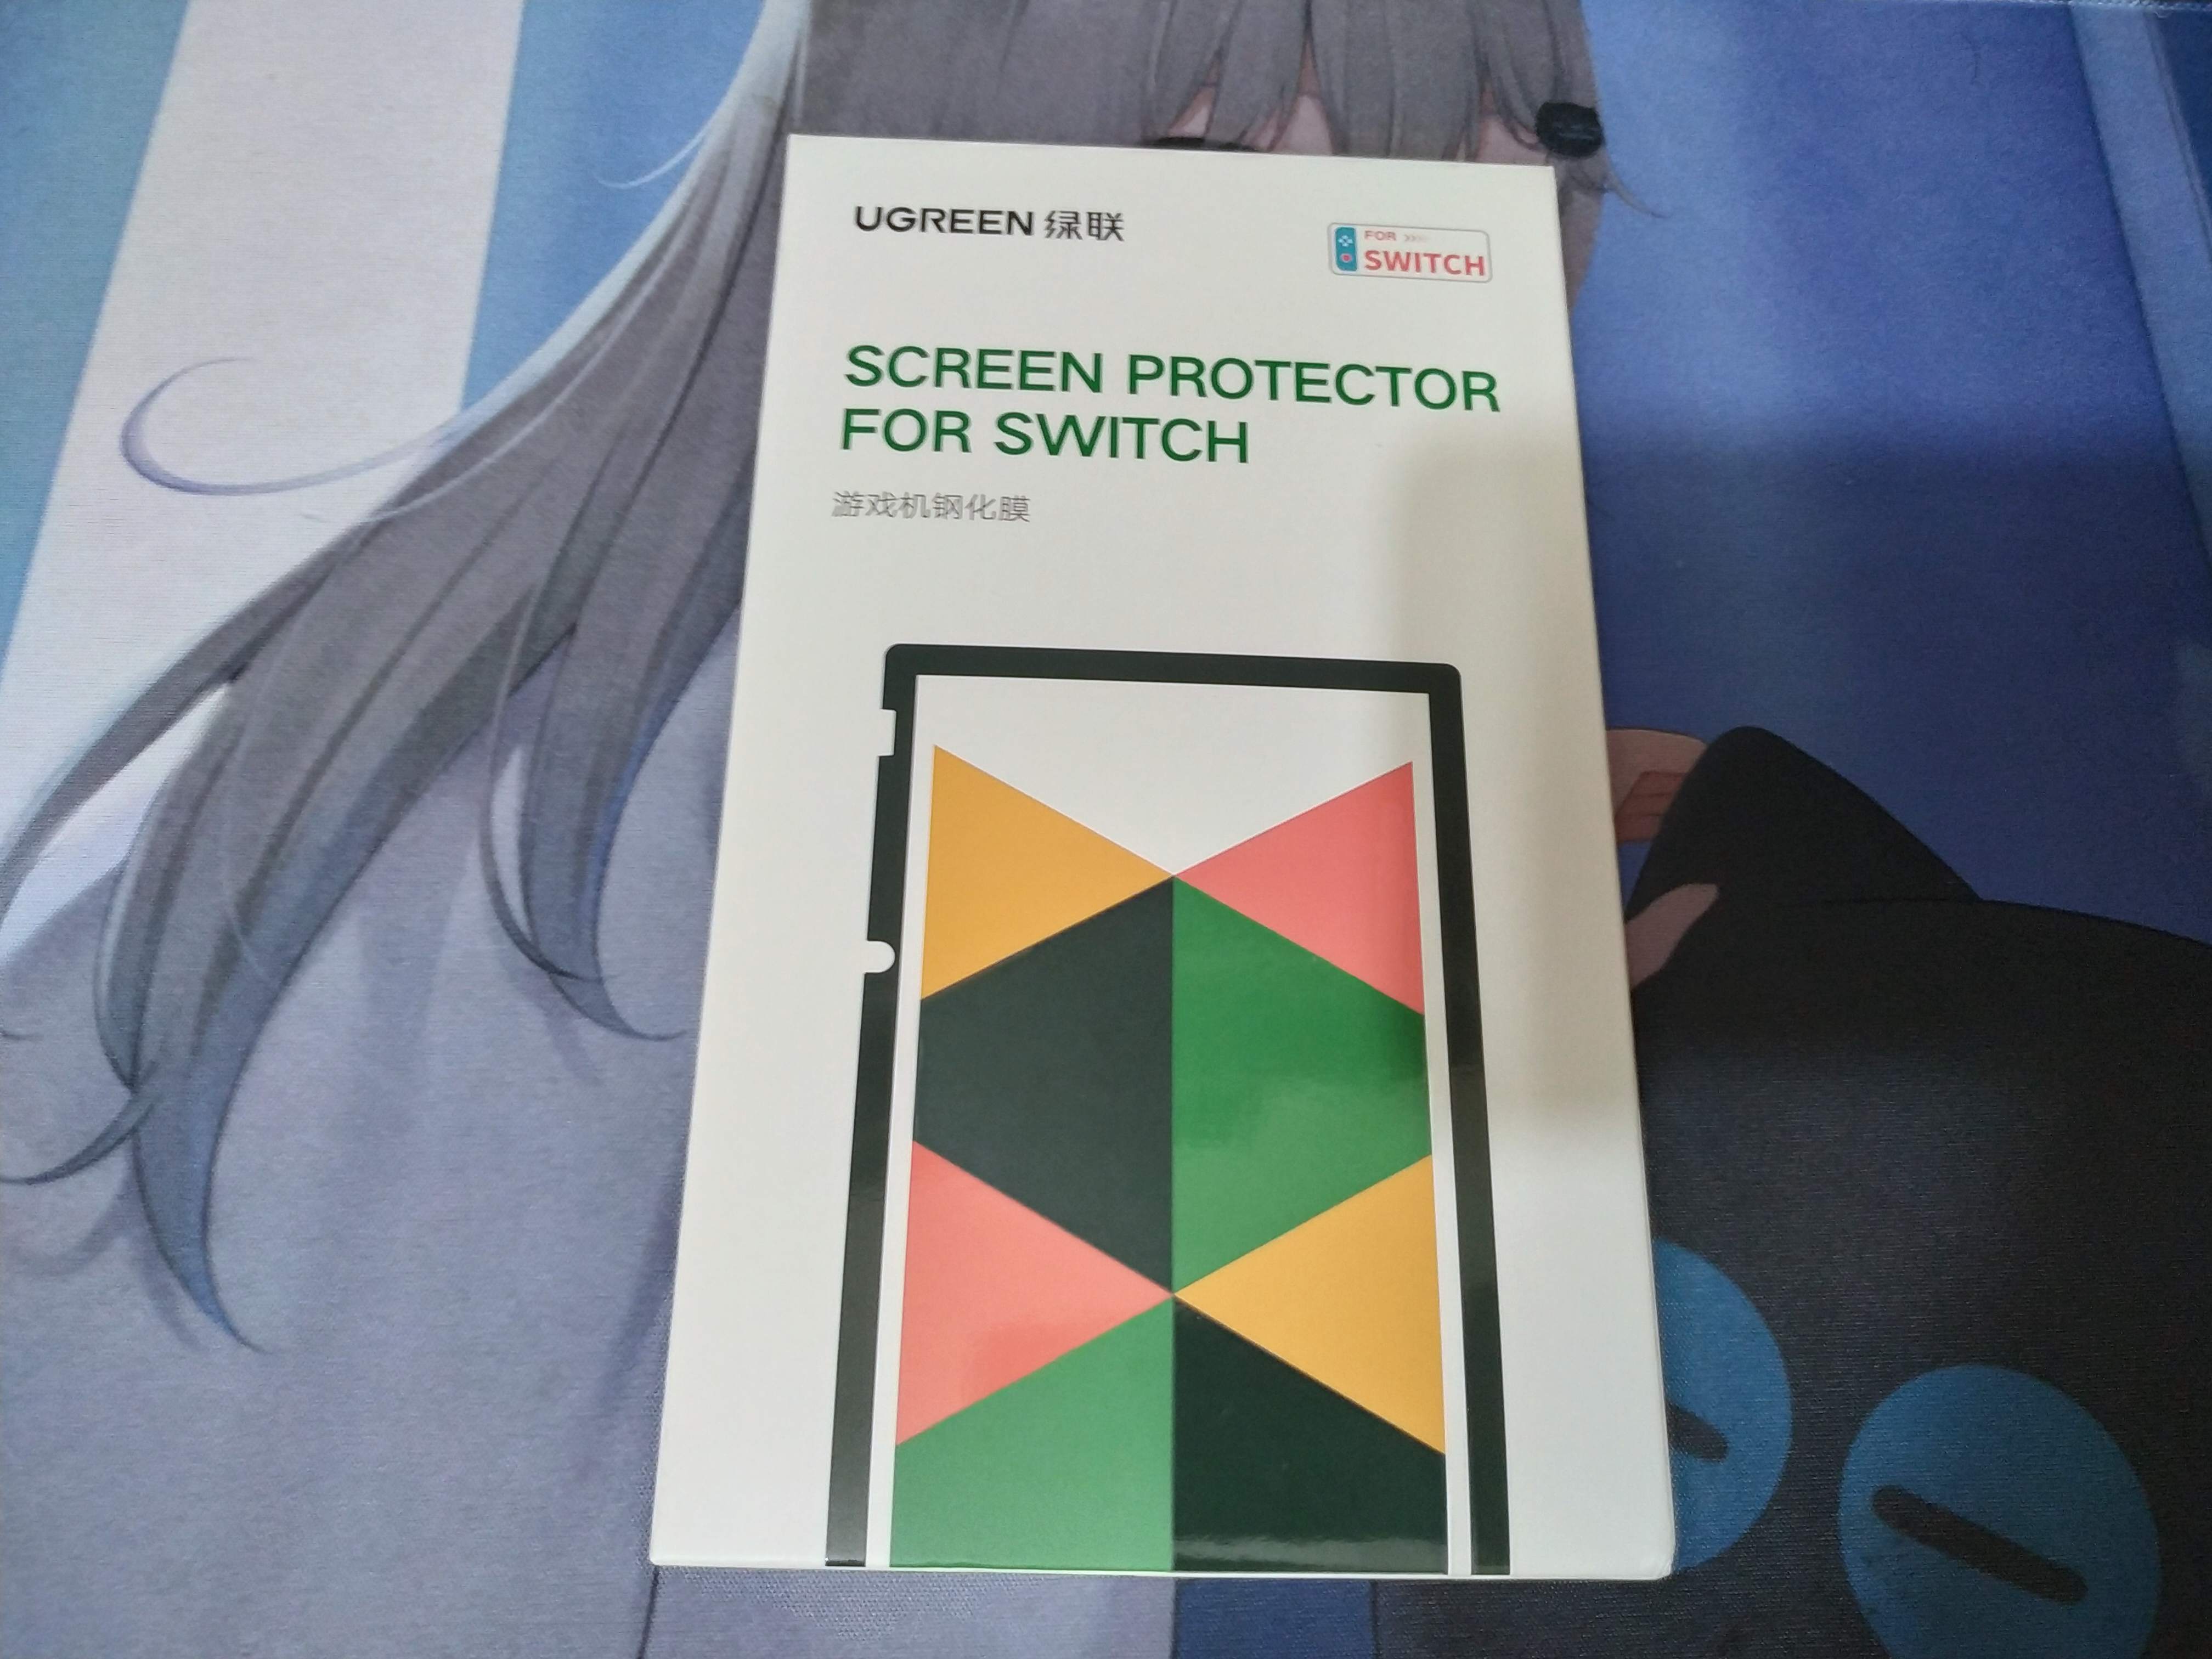 UGREEN 绿联
FOR
SWITCH
SCREEN PROTECTOR
FOR SWITCH
游戏机钢化膜